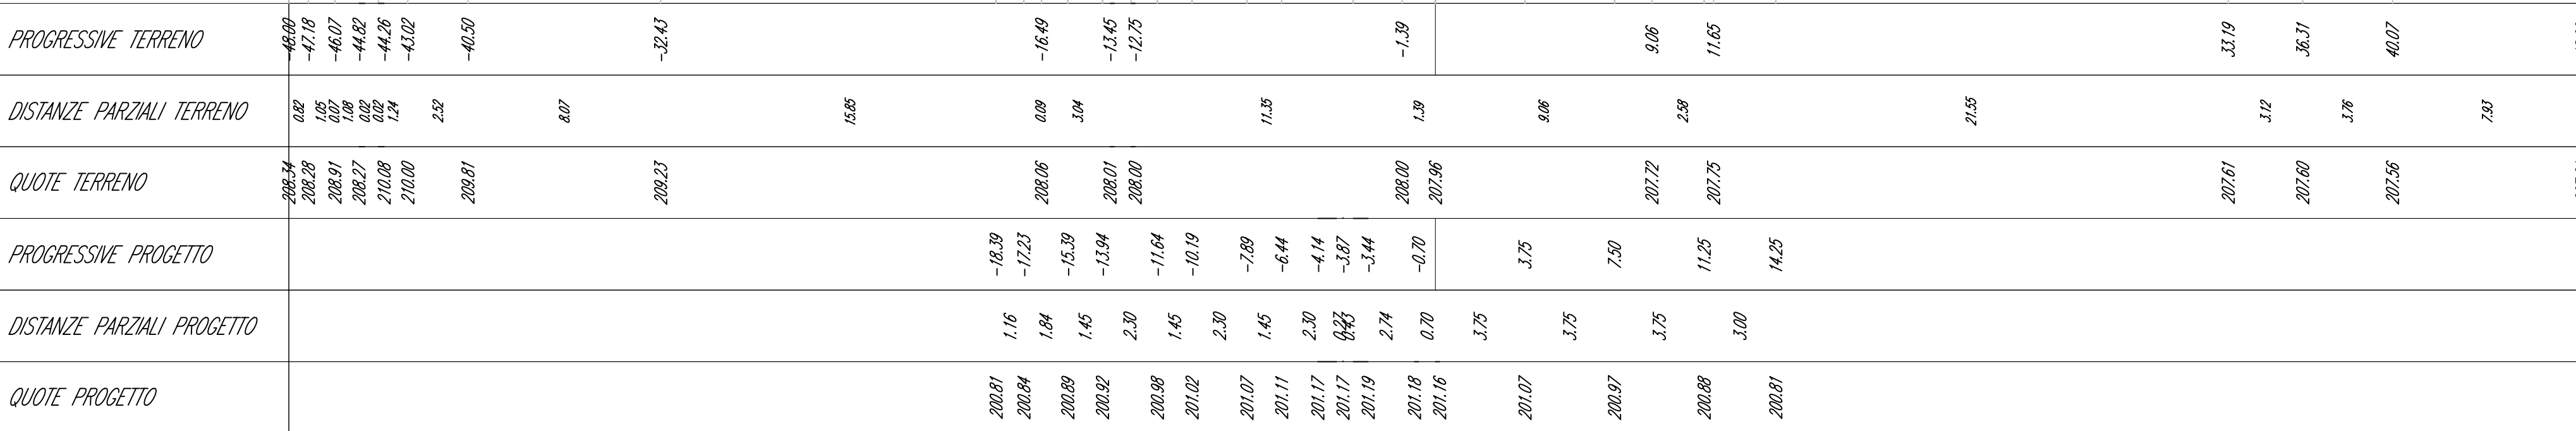 PROGRESSIVE TERRENO -48.00 -47.18 -46.07 -44.82 -44.26 -43.02 -40.50 -32.43 -16.49 -13.45 -12.75 -1.39 9.06 11.65 33.19 36.31 40.07
DISTANZE PARZIALI TERRENO 0.82 1.05 0.07 1.08 0.02 0.02 1.24 2.52 8.07 15.85 0.09 3.04 11.35 1.39 9.06 2.58 21.55 3.12 3.76 7.93
QUOTE TERRENO 208.34 208.28 208.91 208.27 210.08 210.00 209.81 209.23 208.06 208.01 208.00 208.00 207.96 207.72 207.75 207.61 207.60 207.56
PROGRESSIVE PROGETTO -18.39 -17.23 -15.39 -13.94 -11.64 -10.19 -7.89 -6.44 -4.14 -3.87 -3.44 -0.70 3.75 7.50 11.25 14.25
DISTANZE PARZIALI PROGETTO 1.16 1.84 1.45 2.30 1.45 2.30 1.45 2.30 0.27 0.43 2.74 0.70 3.75 3.75 3.75 3.00
QUOTE PROGETTO 200.81 200.84 200.89 200.92 200.98 201.02 201.07 201.11 201.17 201.17 201.19 201.18 201.16 201.07 200.97 200.88 200.81